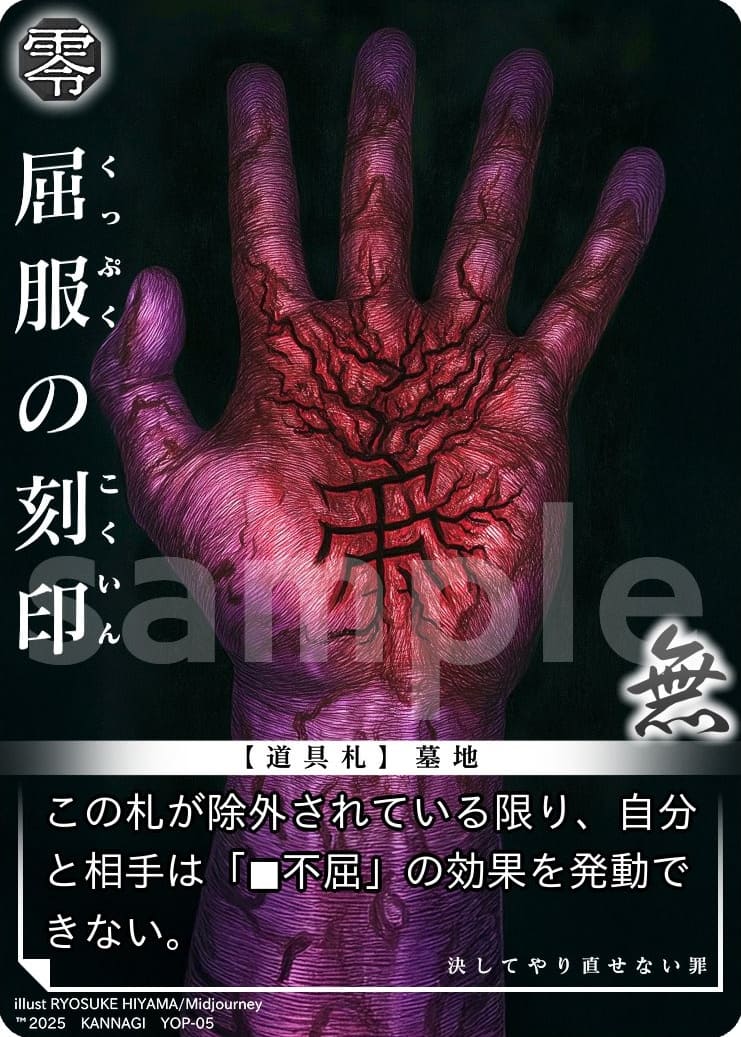 零
屈服の刻印
くっぷく
こくいん
sample
無
【道具札】墓地
この札が除外されている限り、自分
と相手は「■不屈」の効果を発動で
きない。
決してやり直せない罪
illust RYOSUKE HIYAMA/Midjourney
™2025 KANNAGI YOP-05